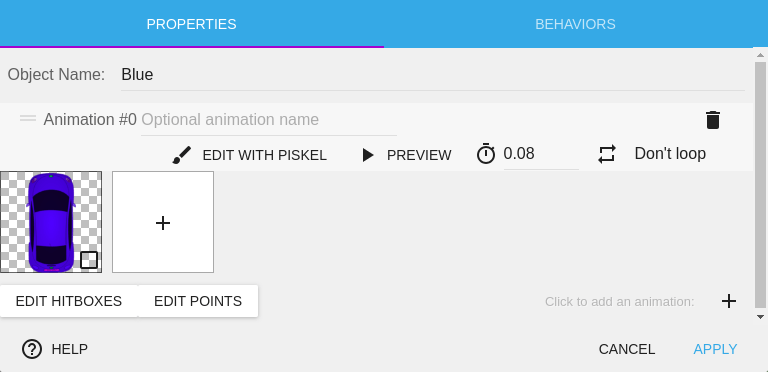 PROPERTIES BEHAVIORS
Object Name: Blue
Animation #0 Optional animation name
EDIT WITH PISKEL PREVIEW 0.08 Don't loop
EDIT HITBOXES EDIT POINTS Click to add an animation:
HELP CANCEL APPLY